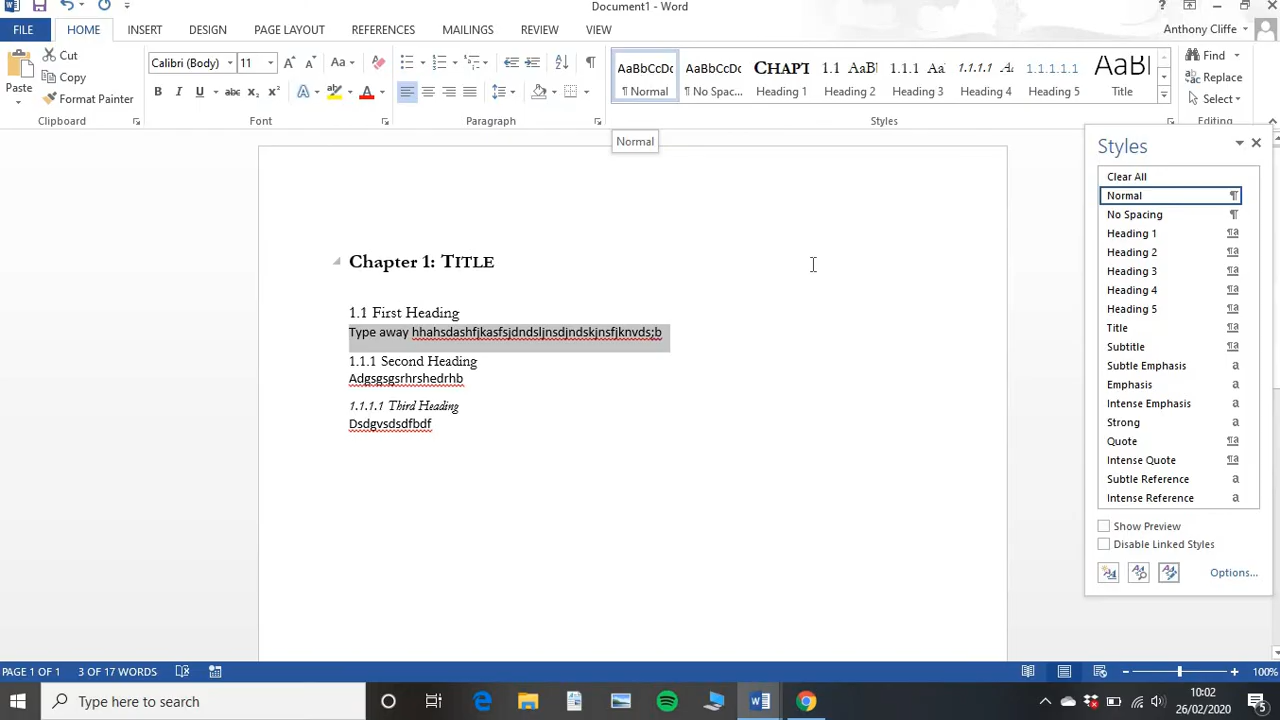 Document1 - Word
?
FILE
HOME
INSERT
DESIGN
PAGE LAYOUT
REFERENCES
MAILINGS
REVIEW
VIEW
Anthony Cliffe
Paste
Cut
Copy
Format Painter
Clipboard
Calibri (Body)
11
Aa
B I U abc x₂ x²
A ab A
Font
Paragraph
AaBbCcDc
¶ Normal
AaBbCcDc
¶ No Spac...
CHAPT
Heading 1
1.1 AaBl
Heading 2
1.1.1 Aa
Heading 3
1.1.1.1 A
Heading 4
1.1.1.1.1
Heading 5
AaBl
Title
Styles
Find
Replace
Select
Editing
Normal
Chapter 1: TITLE
1.1 First Heading
Type away hhahsdashfjkasfsjdndsljnsdjndskjnsfjknvds;b
1.1.1 Second Heading
Adgsgsgsrhrshedrhb
1.1.1.1 Third Heading
Dsdgvsdsdfbdf
Styles
Clear All
Normal ¶
No Spacing ¶
Heading 1 ¶a
Heading 2 ¶a
Heading 3 ¶a
Heading 4 ¶a
Heading 5 ¶a
Title ¶a
Subtitle ¶a
Subtle Emphasis a
Emphasis a
Intense Emphasis a
Strong a
Quote ¶a
Intense Quote ¶a
Subtle Reference a
Intense Reference a
Show Preview
Disable Linked Styles
Options...
PAGE 1 OF 1
3 OF 17 WORDS
100%
Type here to search
10:02
26/02/2020
5